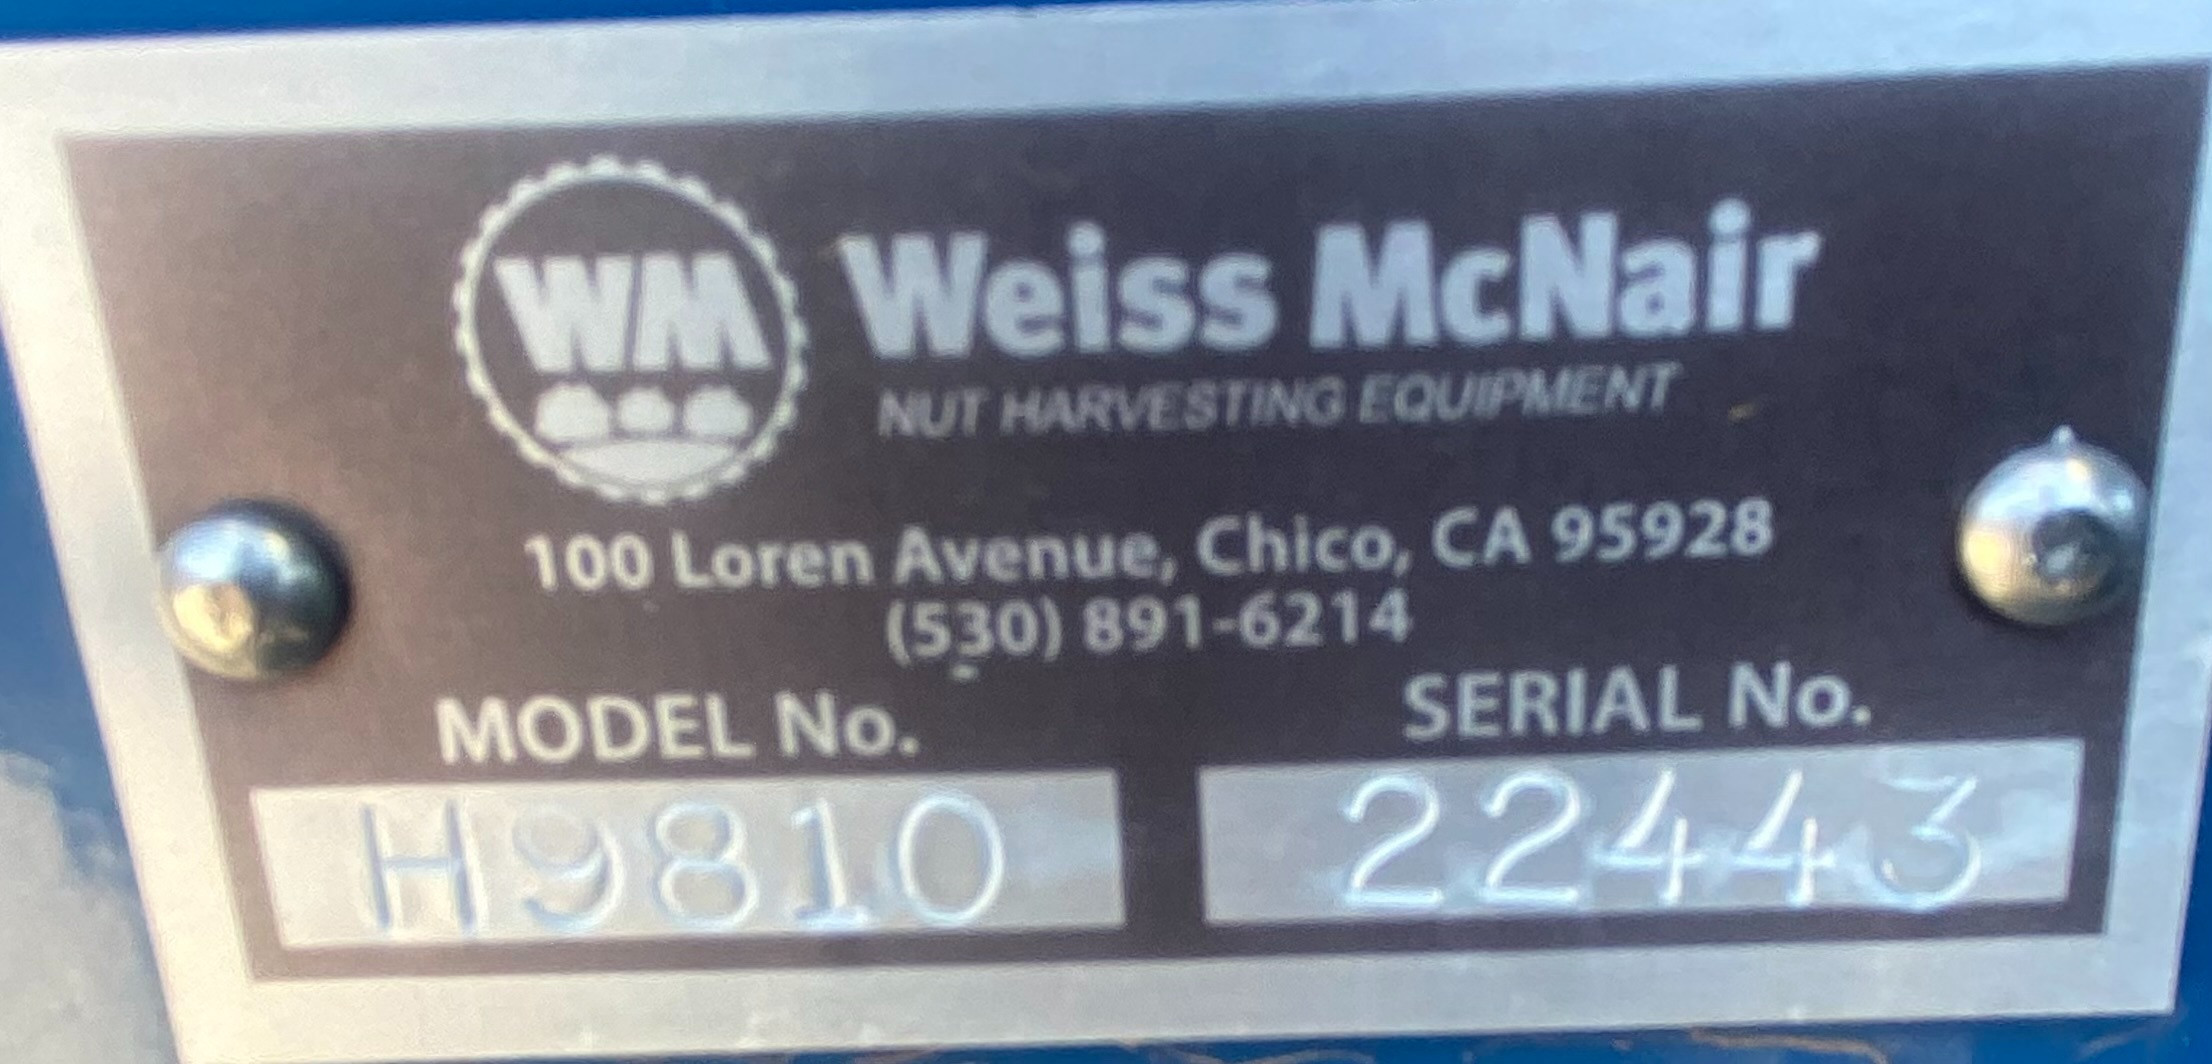 WM
Weiss McNair
NUT HARVESTING EQUIPMENT
100 Loren Avenue, Chico, CA 95928
(530) 891-6214
MODEL No. SERIAL No.
H9810 22443